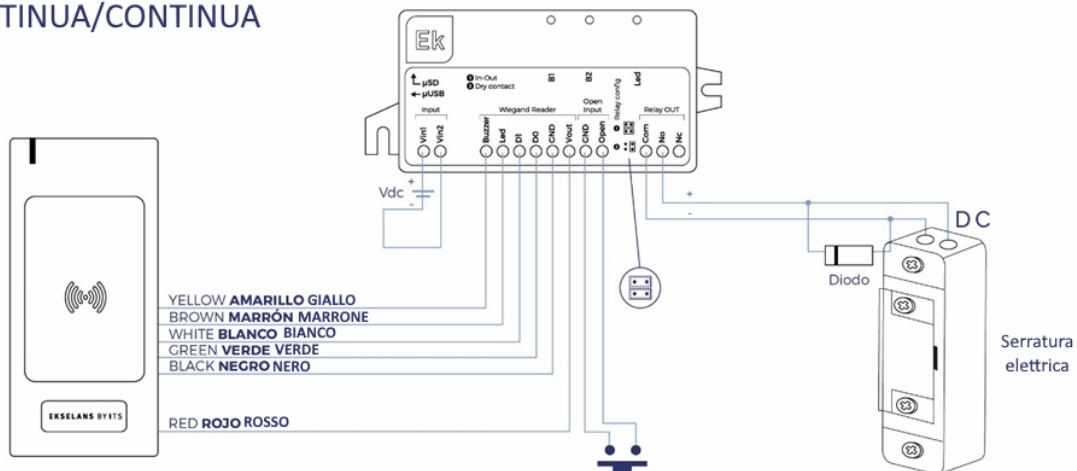 TINUA/CONTINUA
Ek
µSD
µUSB
In-Out
Dry contact
B1
B2
Relay config
Led
Input
Wiegand Reader
Open Input
Relay OUT
Vin1
Vin2
Buzzer
Led
D1
D0
GND
Vout
GND
Open
Com
No
Nc
Vdc
+
-
+
-
DC
Diodo
Serratura
elettrica
YELLOW AMARILLO GIALLO
BROWN MARRÓN MARRONE
WHITE BLANCO BIANCO
GREEN VERDE VERDE
BLACK NEGRO NERO
RED ROJO ROSSO
EKSELANS BY ITS